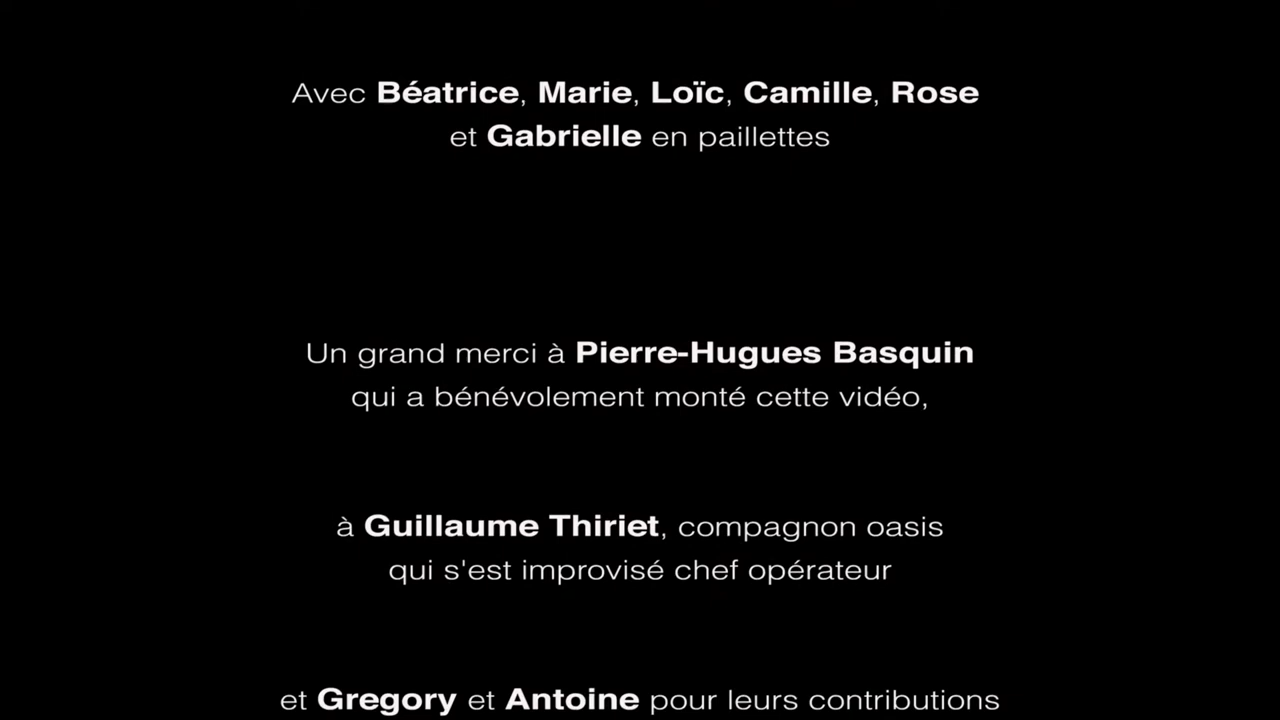 Avec Béatrice, Marie, Loïc, Camille, Rose
et Gabrielle en paillettes
Un grand merci à Pierre-Hugues Basquin
qui a bénévolement monté cette vidéo,
à Guillaume Thiriet, compagnon oasis
qui s'est improvisé chef opérateur
et Gregory et Antoine pour leurs contributions